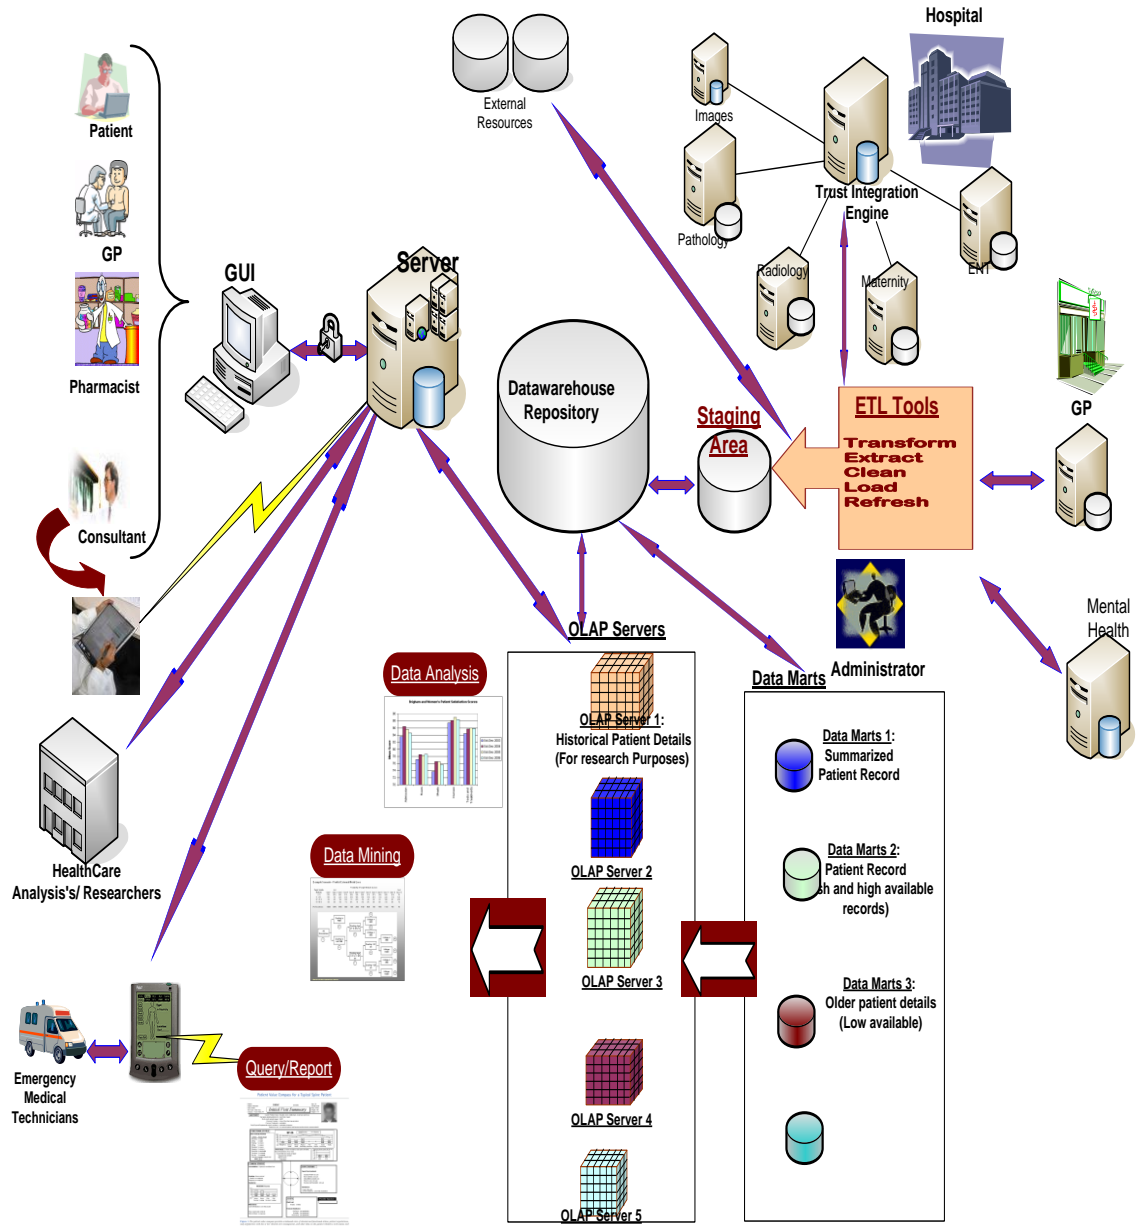 Hospital
External
Resources
Images
Patient
Trust Integration
Engine
Pathology
GP
Server
GUI
Radiology
Maternity
ENT
Pharmacist
Datawarehouse
Repository
Staging
Area
ETL Tools
Transform
Extract
Clean
Load
Refresh
GP
Consultant
Mental
Health
OLAP Servers
Administrator
Data Marts
Data Analysis
OLAP Server 1:
Historical Patient Details
(For research Purposes)
Data Marts 1:
Summarized
Patient Record
OLAP Server 2
Data Mining
Data Marts 2:
Patient Record
sh and high available
records)
HealthCare
Analysis's/ Researchers
OLAP Server 3
Data Marts 3:
Older patient details
(Low available)
Query/Report
Emergency
Medical
Technicians
OLAP Server 4
OLAP Server 5